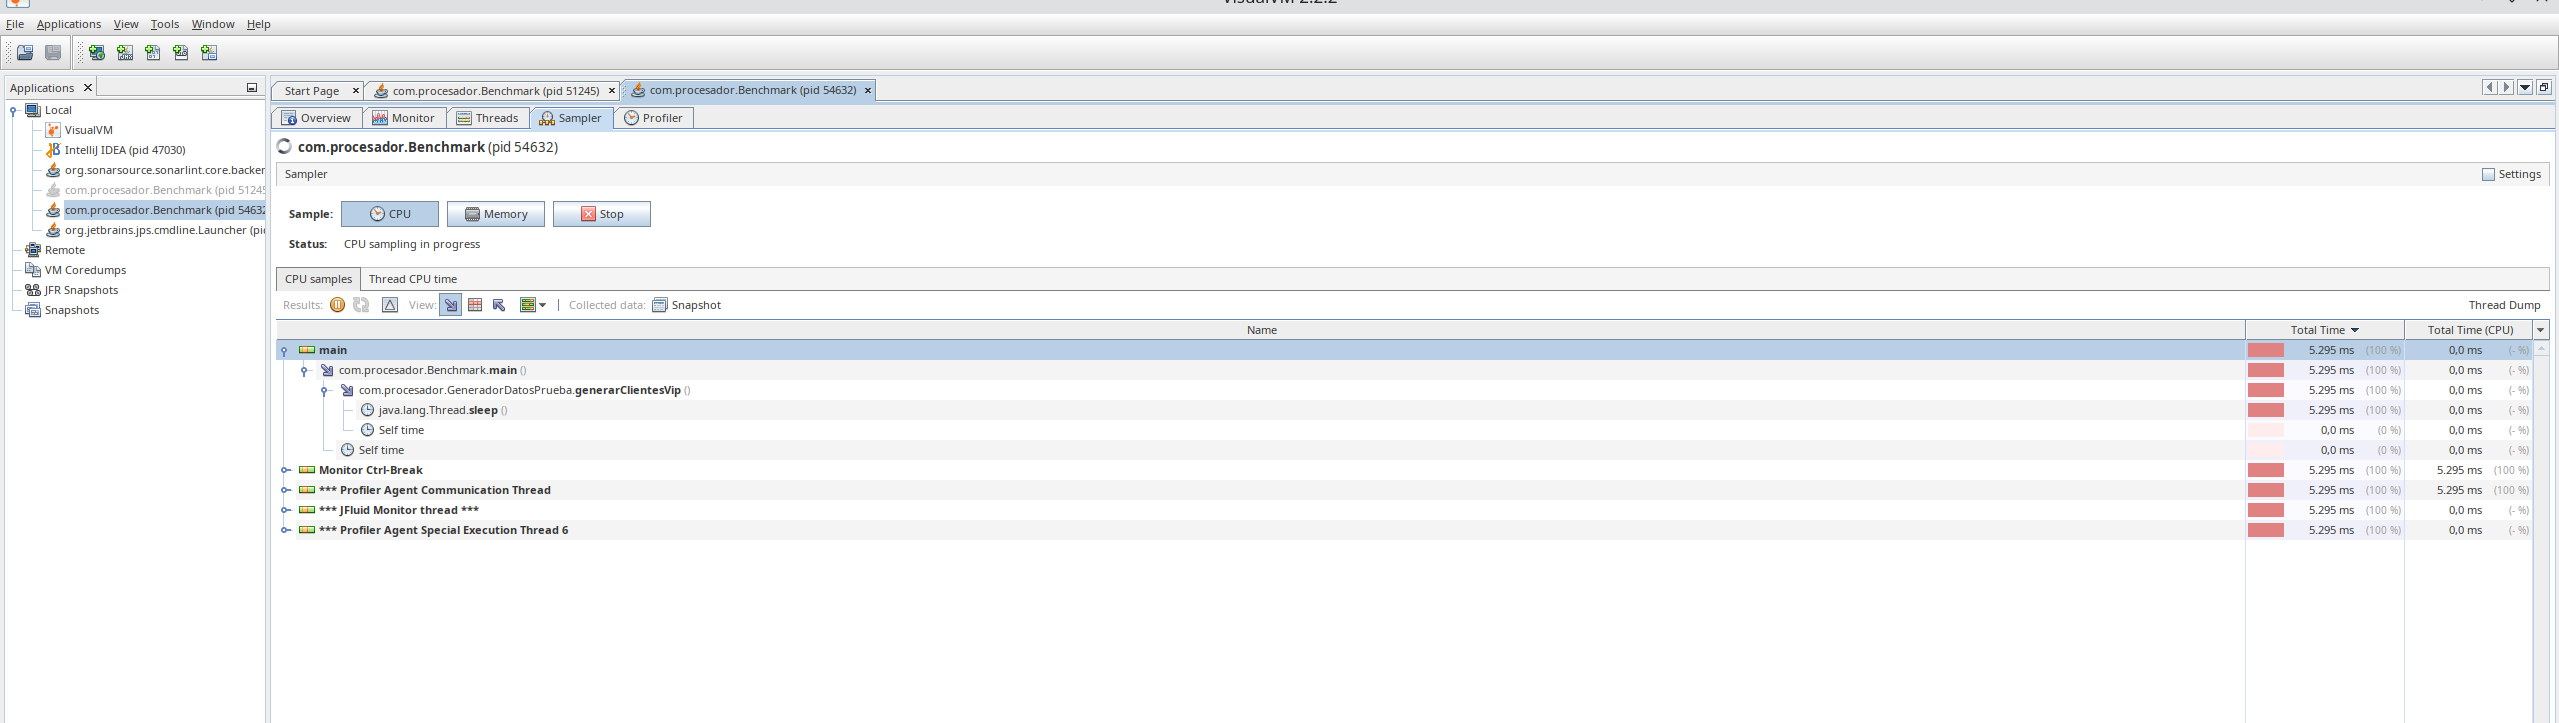 VisualVM 2.2.2
File Applications View Tools Window Help
Applications
Local
VisualVM
IntelliJ IDEA (pid 47030)
org.sonarsource.sonarlint.core.backen
com.procesador.Benchmark (pid 51245
com.procesador.Benchmark (pid 54632
org.jetbrains.jps.cmdline.Launcher (pi
Remote
VM Coredumps
JFR Snapshots
Snapshots
Start Page com.procesador.Benchmark (pid 51245) com.procesador.Benchmark (pid 54632)
Overview Monitor Threads Sampler Profiler
com.procesador.Benchmark (pid 54632)
Sampler Settings
Sample: CPU Memory Stop
Status: CPU sampling in progress
CPU samples Thread CPU time
Results: View: Collected data: Snapshot Thread Dump
Name Total Time Total Time (CPU)
main 5.295 ms (100 %) 0,0 ms (- %)
com.procesador.Benchmark.main () 5.295 ms (100 %) 0,0 ms (- %)
com.procesador.GeneradorDatosPrueba.generarClientesVip () 5.295 ms (100 %) 0,0 ms (- %)
java.lang.Thread.sleep () 5.295 ms (100 %) 0,0 ms (- %)
Self time 0,0 ms (0 %) 0,0 ms (- %)
Self time 0,0 ms (0 %) 0,0 ms (- %)
Monitor Ctrl-Break 5.295 ms (100 %) 5.295 ms (100 %)
*** Profiler Agent Communication Thread 5.295 ms (100 %) 5.295 ms (100 %)
*** JFluid Monitor thread *** 5.295 ms (100 %) 0,0 ms (- %)
*** Profiler Agent Special Execution Thread 6 5.295 ms (100 %) 0,0 ms (- %)